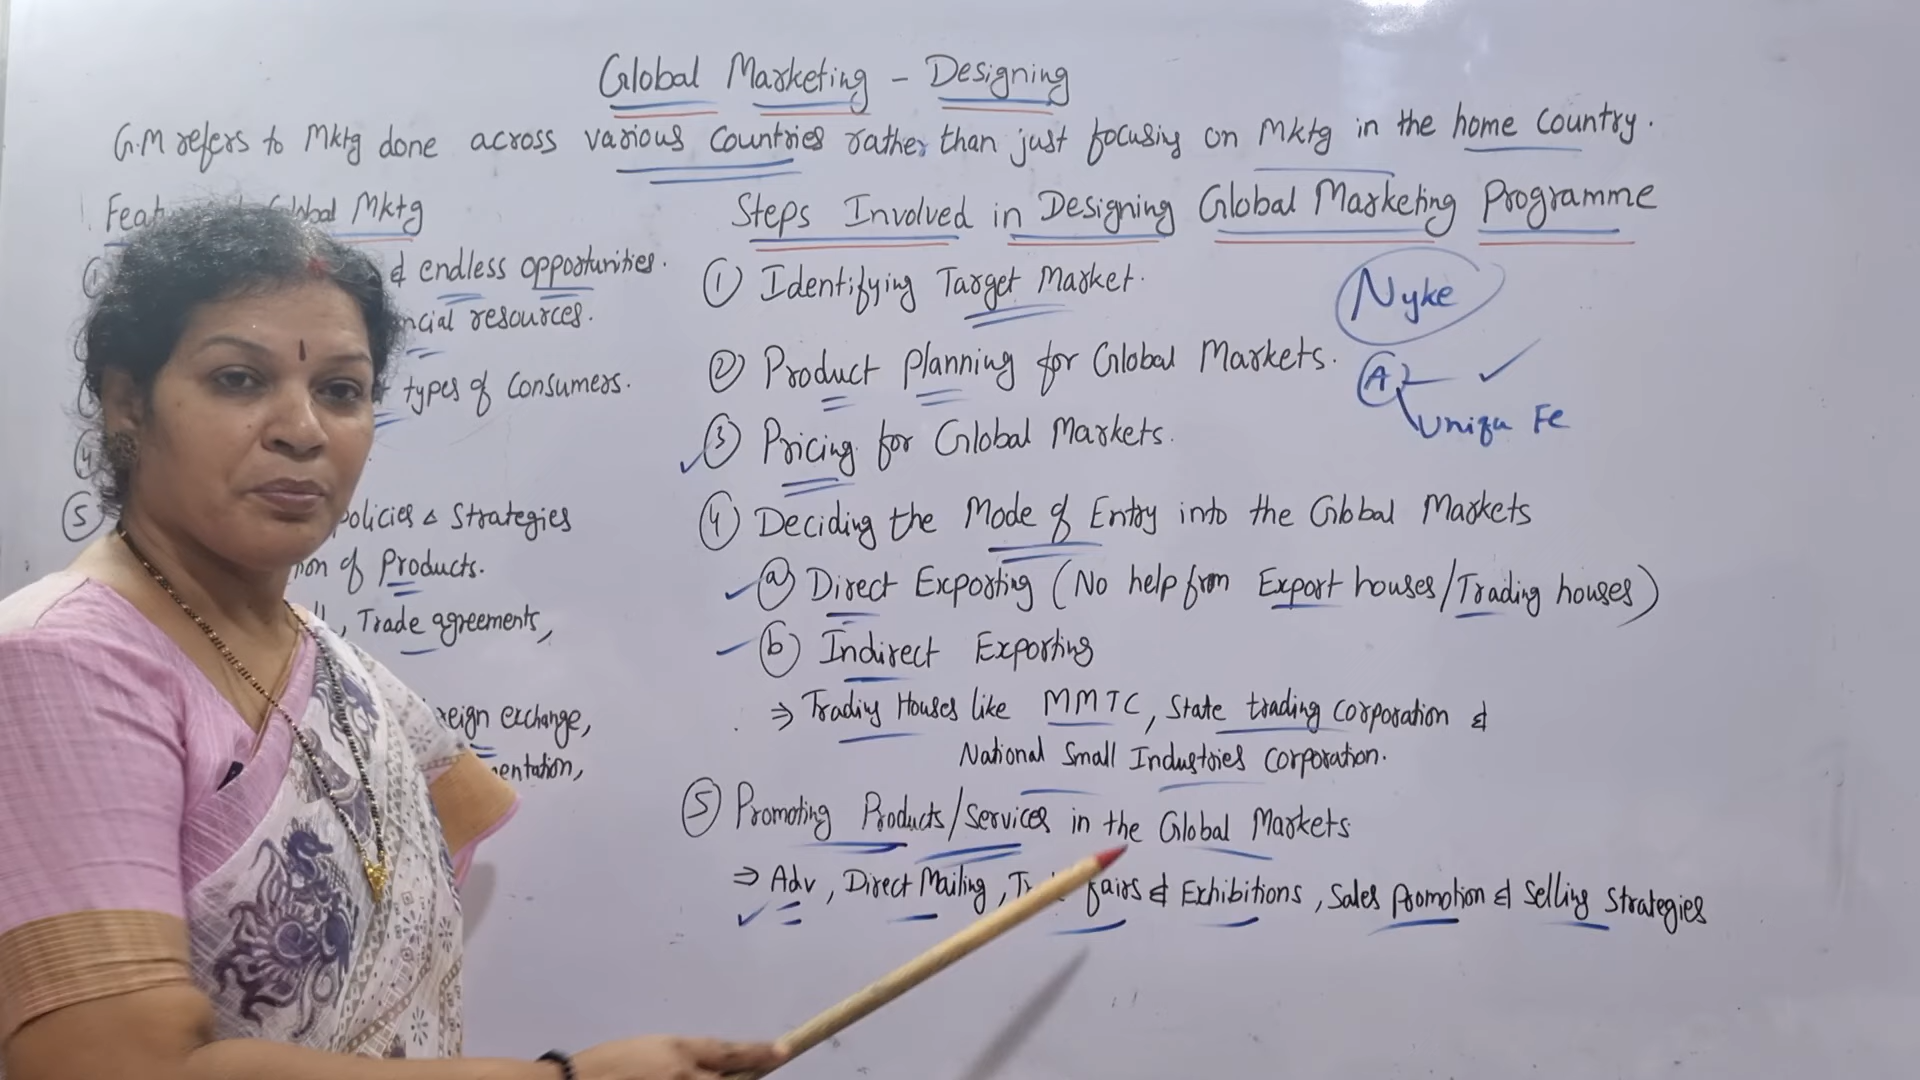 Global Marketing - Designing
G.M refers to Mktg done across various Countries rather than just focusing on Mktg in the home Country.
Global Mktg
& endless opportunities.
resources.
types of Consumers.
④
⑤ policies & Strategies
of Products.
, Trade agreements,
exchange,
Steps Involved in Designing Global Marketing Programme
① Identifying Target Market.
② Product planning for Global Markets.
③ Pricing for Global Markets.
④ Deciding the Mode of Entry into the Global Markets
ⓐ Direct Exporting (No help from Export houses/Trading houses)
ⓑ Indirect Exporting
⇒ Trading Houses like MMTC, State trading Corporation &
National Small Industries Corporation.
⑤ Promoting Products/Services in the Global Markets
⇒ Adv, Direct Mailing, fairs & Exhibitions, Sales promotion & Selling Strategies
Nyke
A
Uniqu Fe